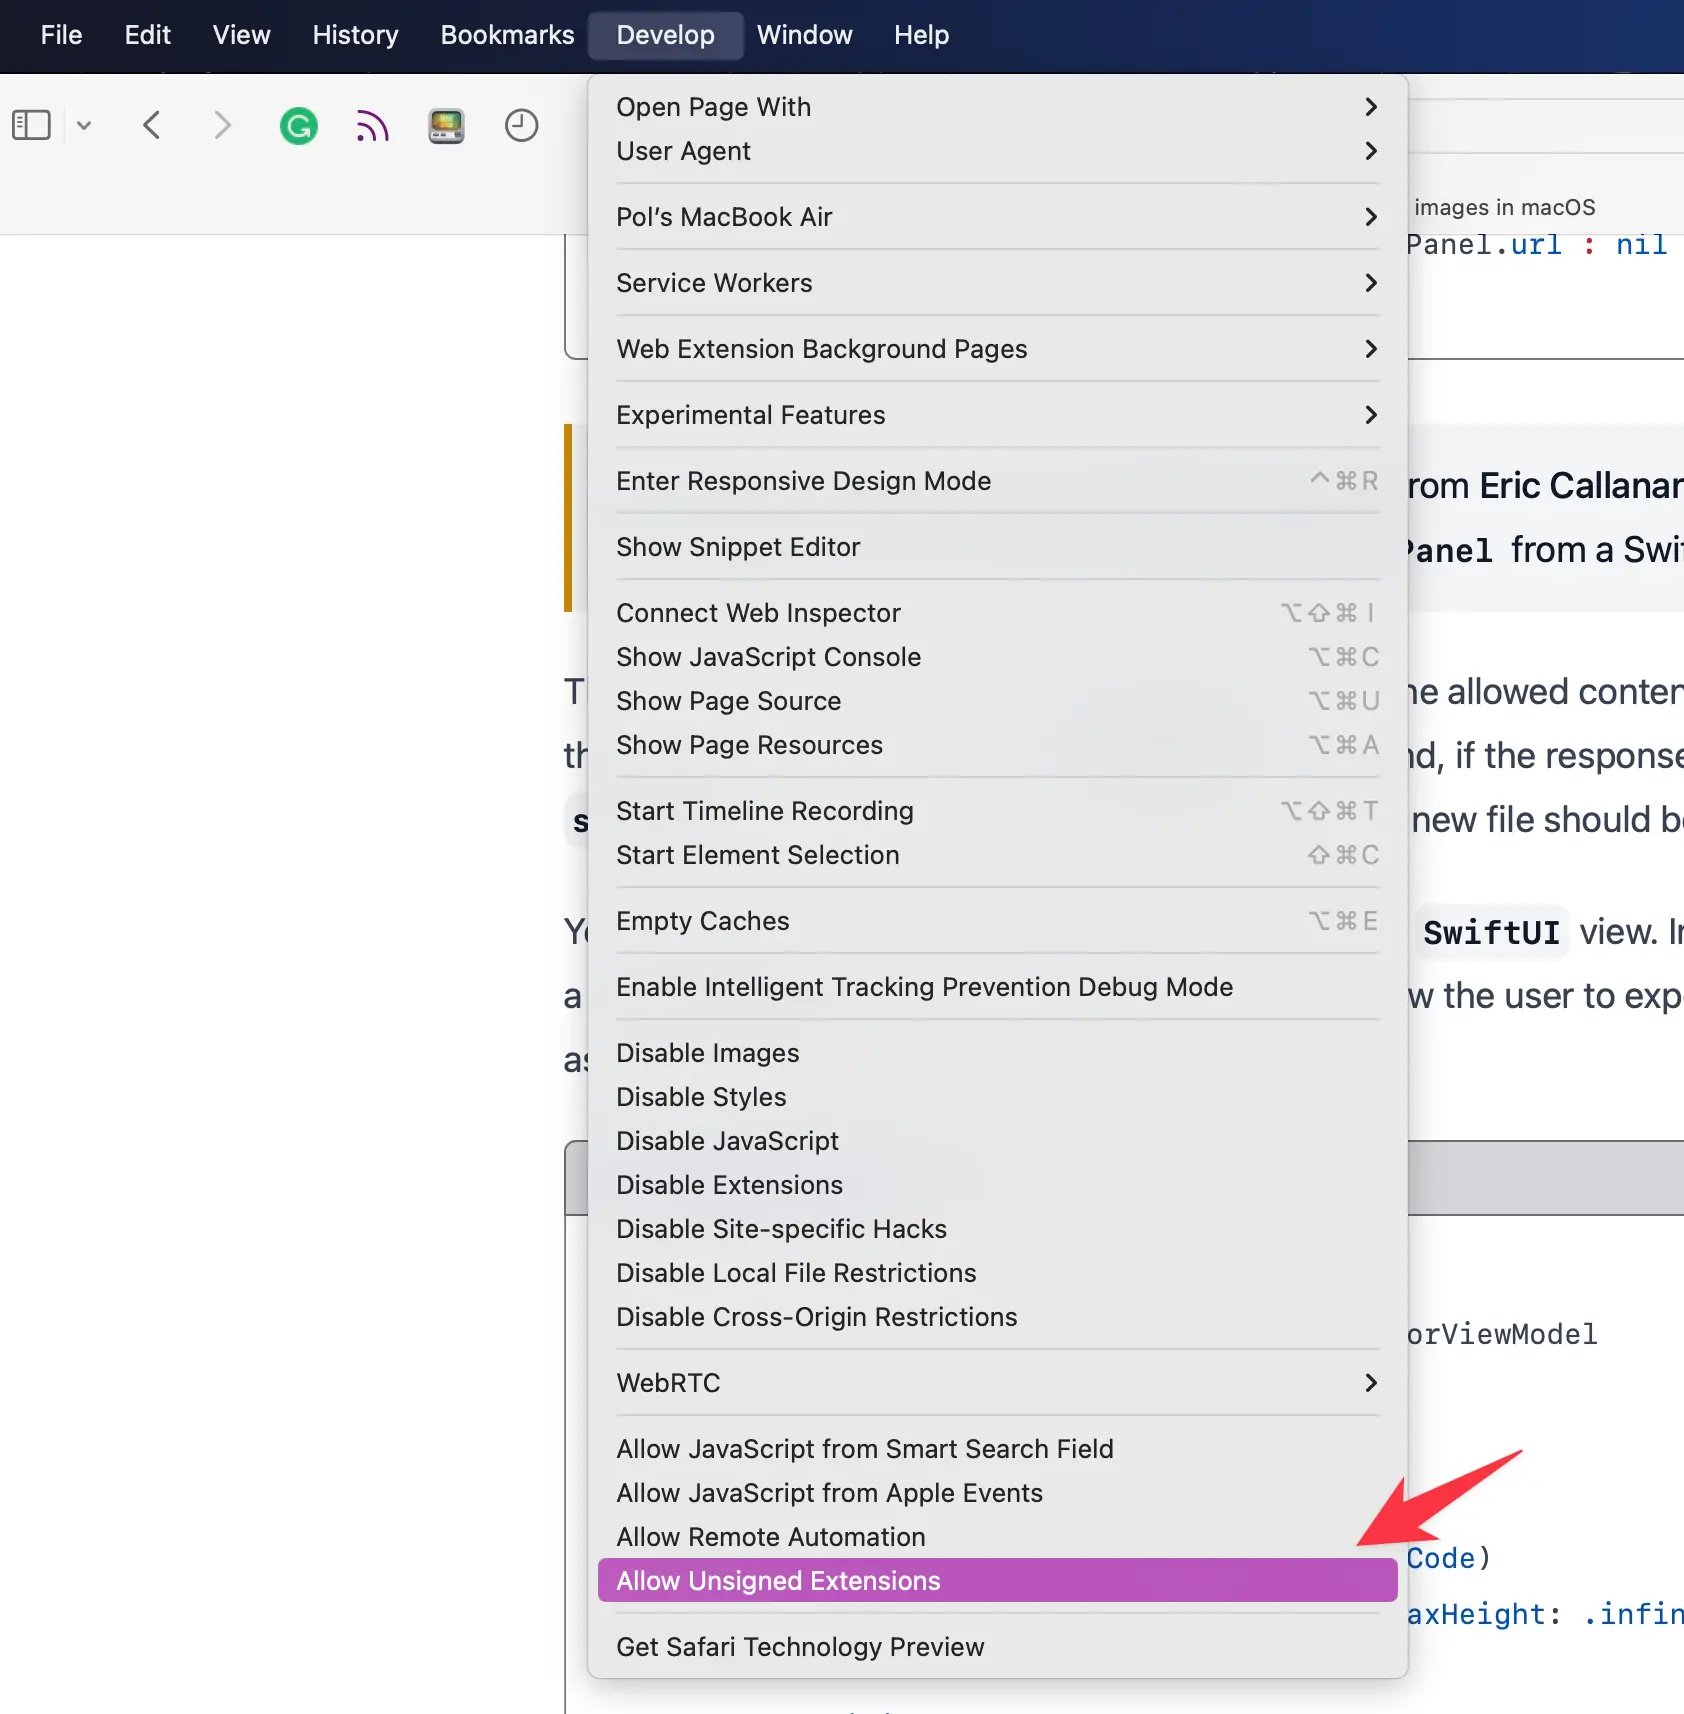 File Edit View History Bookmarks Develop Window Help
Open Page With
User Agent
Pol's MacBook Air
images in macOS
Panel.url : nil
Service Workers
Web Extension Background Pages
Experimental Features
Enter Responsive Design Mode ^⌘R
rom Eric Callanan
Show Snippet Editor
Panel from a Swif
Connect Web Inspector ⌥⇧⌘I
Show JavaScript Console ⌥⌘C
Show Page Source ⌥⌘U
he allowed conten
Show Page Resources ⌥⌘A
th
nd, if the response
Start Timeline Recording ⌥⇧⌘T
s
new file should be
Start Element Selection ⇧⌘C
Empty Caches ⌥⌘E
Yo
SwiftUI view. In
Enable Intelligent Tracking Prevention Debug Mode
a
w the user to exp
Disable Images
as
Disable Styles
Disable JavaScript
Disable Extensions
Disable Site-specific Hacks
Disable Local File Restrictions
Disable Cross-Origin Restrictions
orViewModel
WebRTC
Allow JavaScript from Smart Search Field
Allow JavaScript from Apple Events
Allow Remote Automation
Code)
Allow Unsigned Extensions
axHeight: .infin
Get Safari Technology Preview